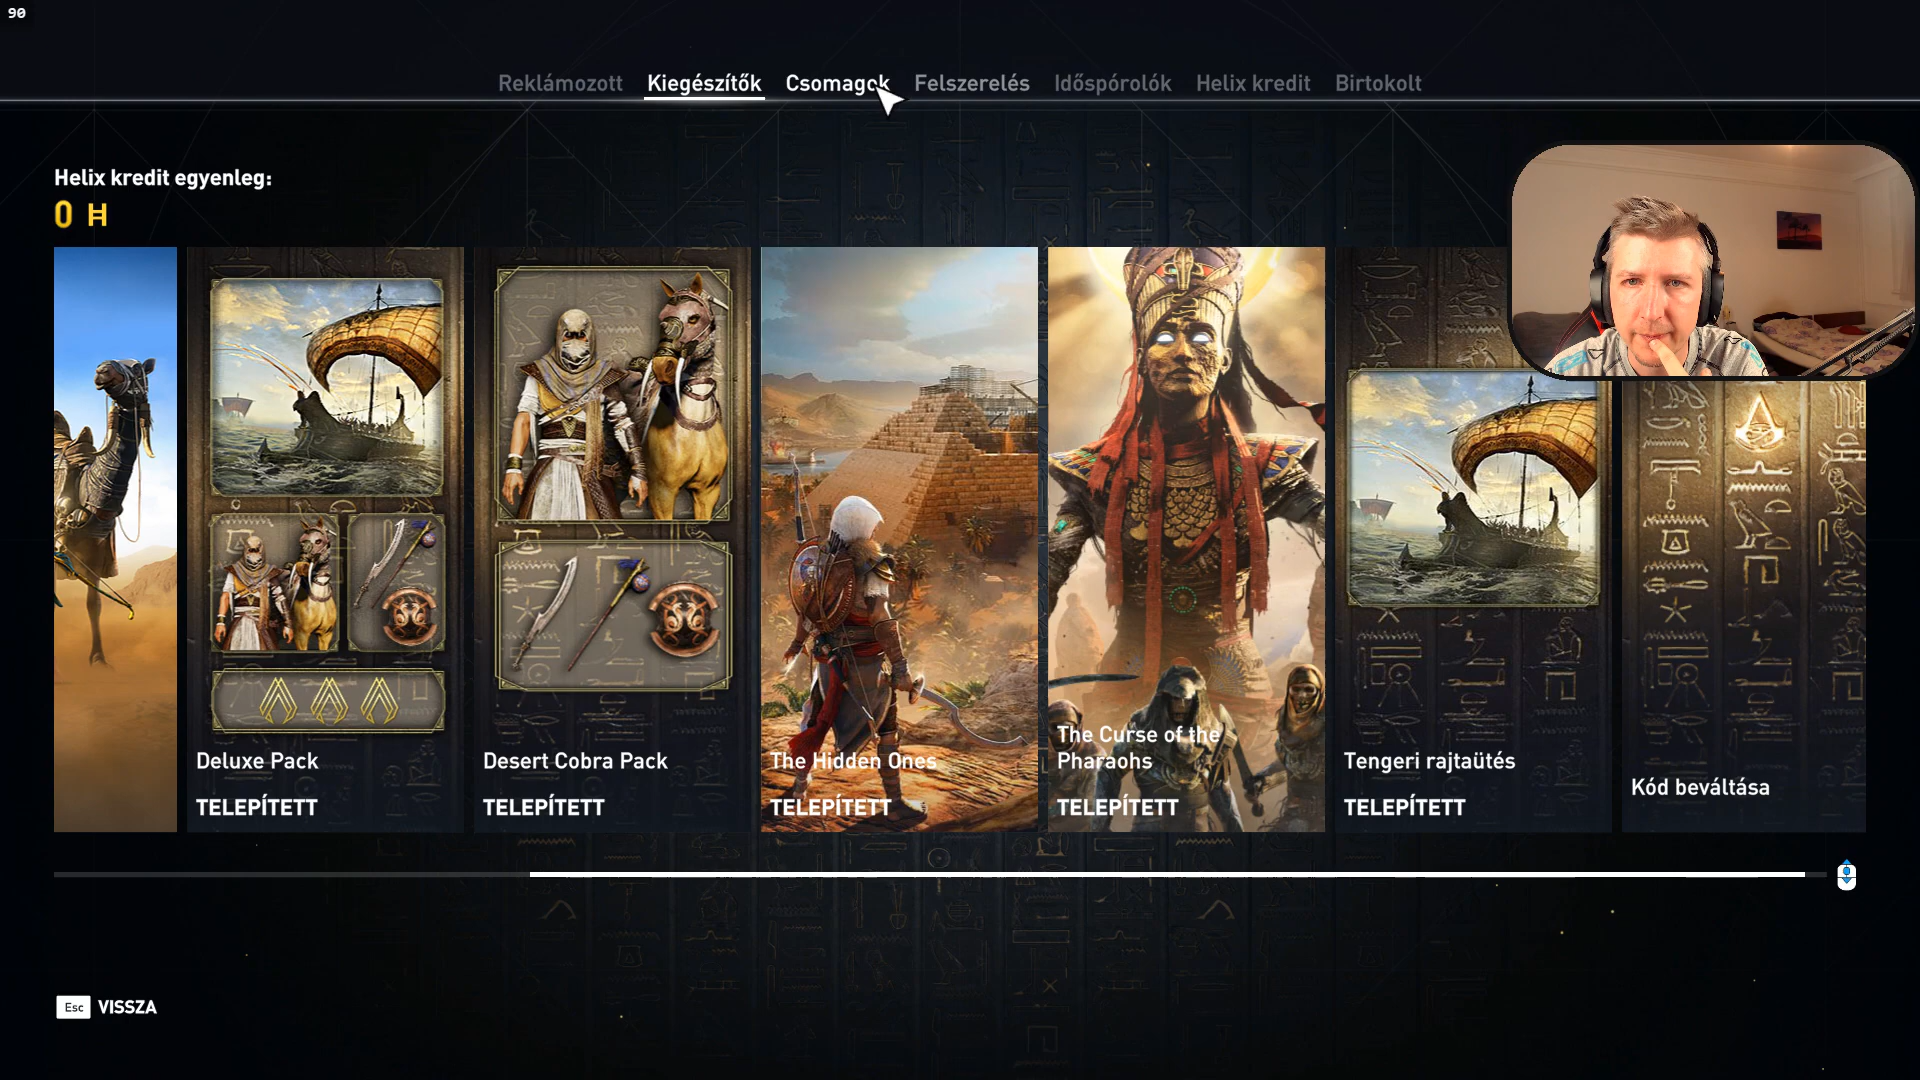 90
Reklámozott Kiegészítők Csomagok Felszerelés Időspórolók Helix kredit Birtokolt
Helix kredit egyenleg:
0 H
Deluxe Pack
TELEPÍTETT
Desert Cobra Pack
TELEPÍTETT
The Hidden Ones
TELEPÍTETT
The Curse of the
Pharaohs
TELEPÍTETT
Tengeri rajtaütés
TELEPÍTETT
Kód beváltása
Esc VISSZA